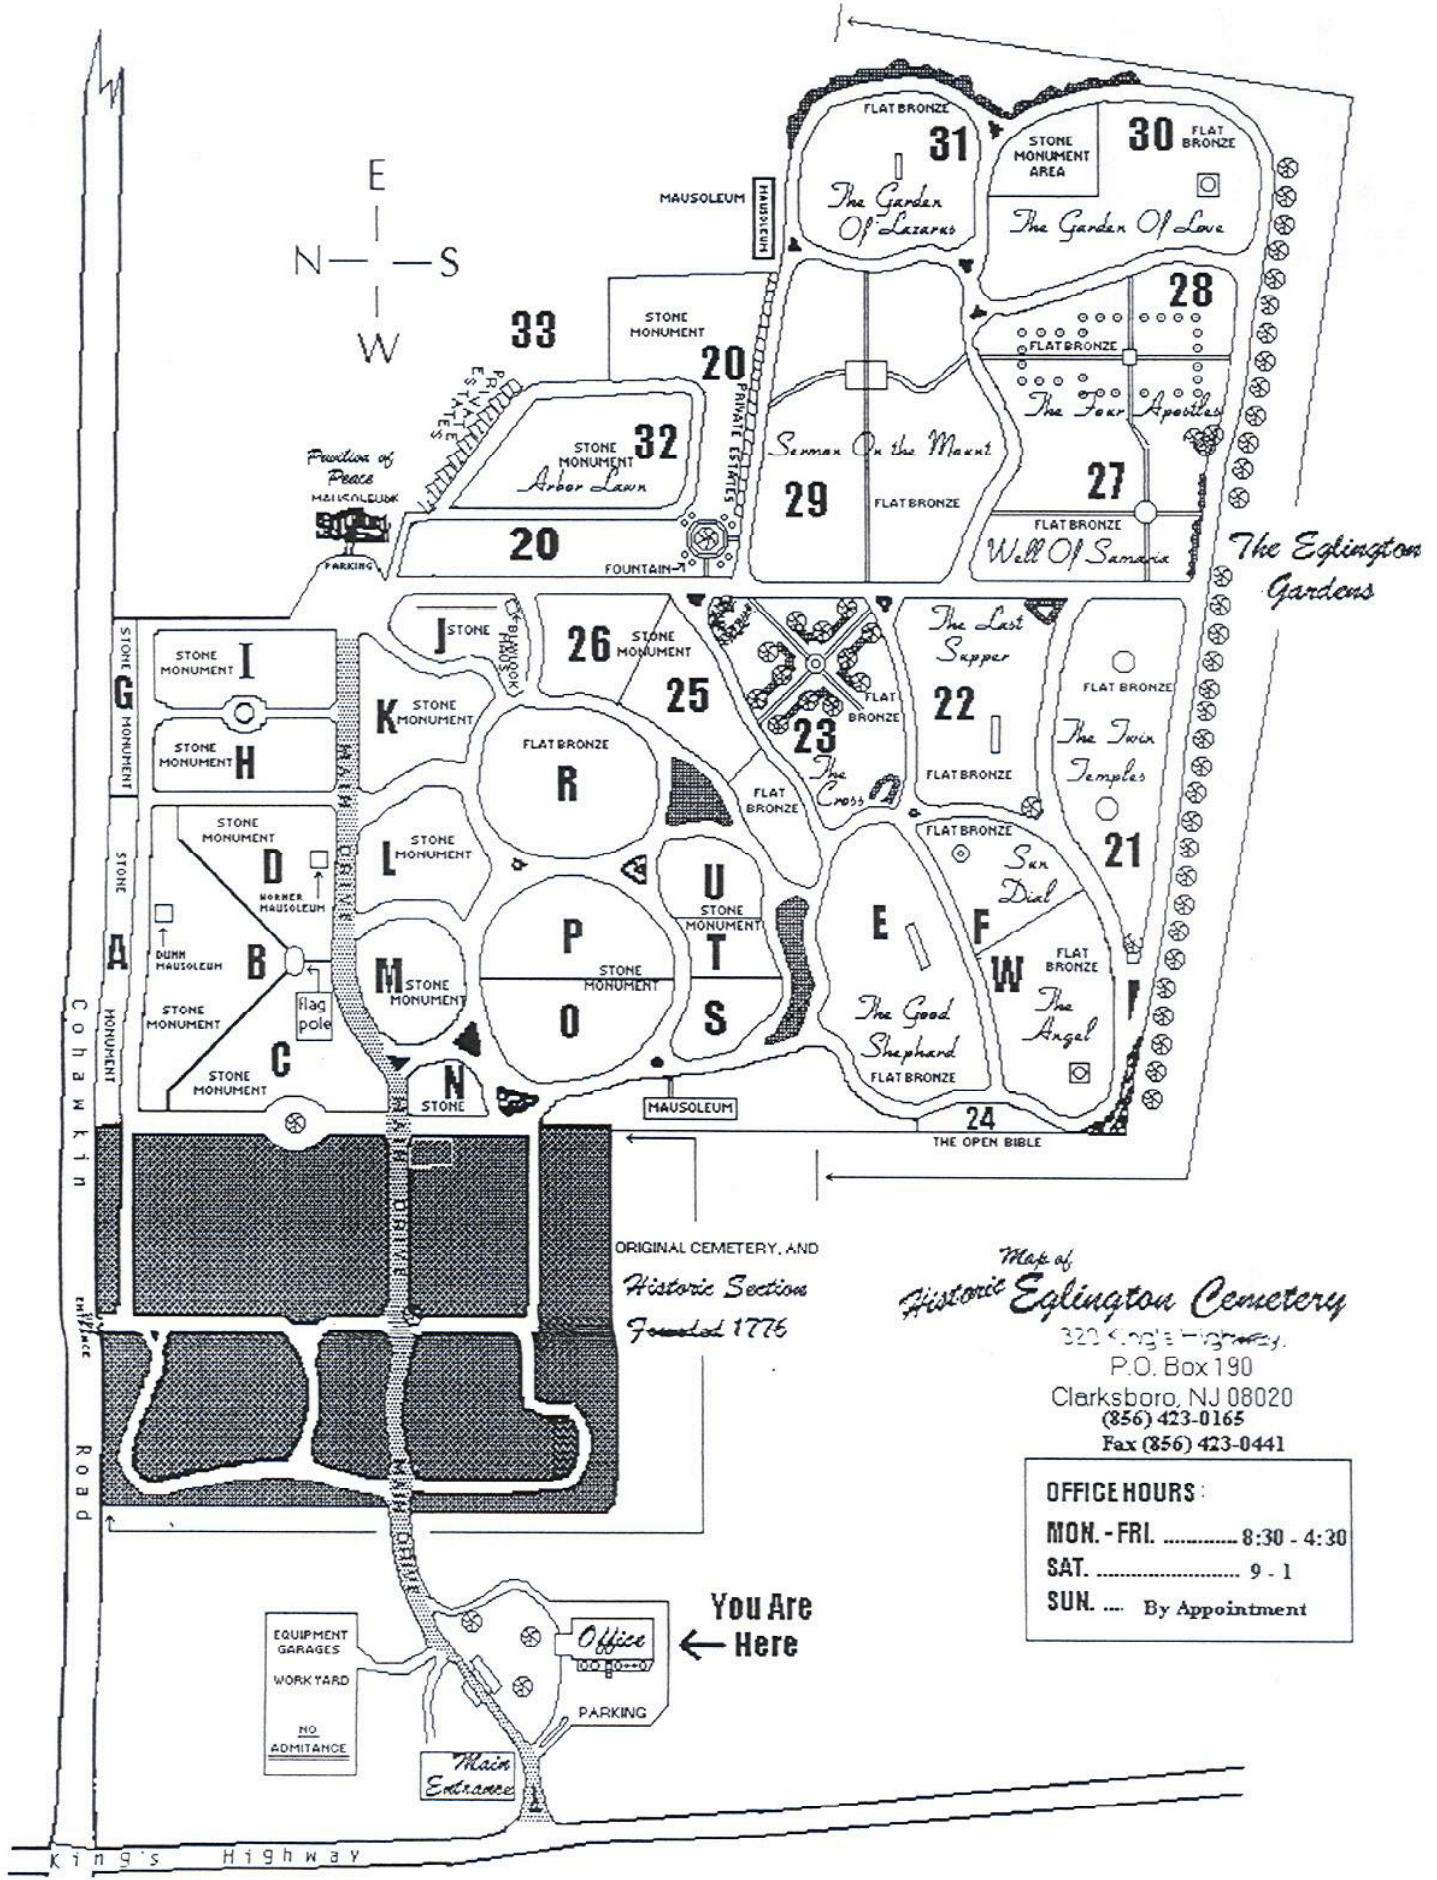 FLAT BRONZE
31
The Garden
Of Lazarus
STONE
MONUMENT
AREA
30
FLAT
BRONZE
The Garden Of Love
MAUSOLEUM
MAUSOLEUM
E
N
S
W
33
PRIVATE
ESTATES
STONE
MONUMENT
20
PRIVATE ESTATES
32
STONE
MONUMENT
Arbor Lawn
28
FLAT BRONZE
The Four Apostles
Sermon On the Mount
29
FLAT BRONZE
27
FLAT BRONZE
Well Of Samaria
Pavilion of
Peace
MAUSOLEUM
PARKING
20
FOUNTAIN
The Eglington
Gardens
STONE
G
MONUMENT
STONE
MONUMENT
I
STONE
MONUMENT
H
J
STONE
26
STONE
MONUMENT
25
K
STONE
MONUMENT
FLAT BRONZE
R
FLAT
BRONZE
FLAT
BRONZE
23
The
Cross
The Last
Supper
22
FLAT BRONZE
FLAT BRONZE
The Twin
Temples
21
MAIN DRIVE
STONE
MONUMENT
D
WORNER
MAUSOLEUM
L
STONE
MONUMENT
U
STONE
MONUMENT
T
S
FLAT BRONZE
Sun
Dial
F
STONE
A
MONUMENT
DUNN
MAUSOLEUM
B
flag
pole
STONE
MONUMENT
C
STONE
MONUMENT
M
STONE
MONUMENT
P
STONE
MONUMENT
O
E
The Good
Shephard
FLAT BRONZE
W
FLAT
BRONZE
The
Angel
N
STONE
MAUSOLEUM
24
THE OPEN BIBLE
MAIN DRIVE
Cohawkin Road
ORIGINAL CEMETERY, AND
Historic Section
Founded 1776
Map of
Historic Eglington Cemetery
320 King's Highway,
P.O. Box 190
Clarksboro, NJ 08020
(856) 423-0165
Fax (856) 423-0441
OFFICE HOURS:
MON.-FRI. ............. 8:30 - 4:30
SAT. ......................... 9 - 1
SUN. .... By Appointment
EQUIPMENT
GARAGES
WORK YARD
NO
ADMITANCE
Office
PARKING
You Are
Here
Main
Entrance
King's Highway